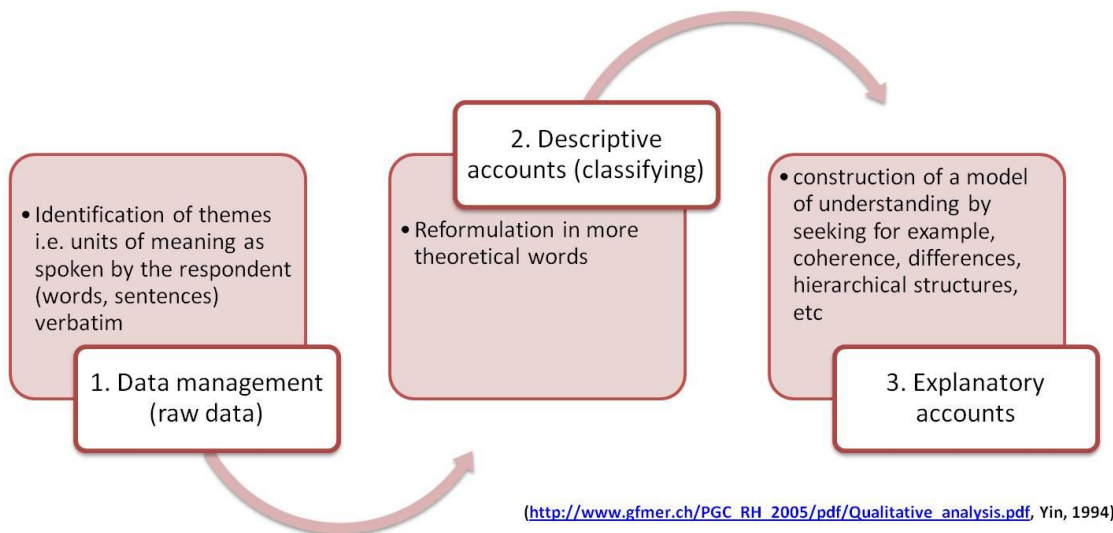 • Identification of themes
i.e. units of meaning as
spoken by the respondent
(words, sentences)
verbatim
1. Data management
(raw data)
2. Descriptive
accounts (classifying)
• Reformulation in more
theoretical words
• construction of a model
of understanding by
seeking for example,
coherence, differences,
hierarchical structures,
etc
3. Explanatory
accounts
(http://www.gfmer.ch/PGC_RH_2005/pdf/Qualitative_analysis.pdf, Yin, 1994)